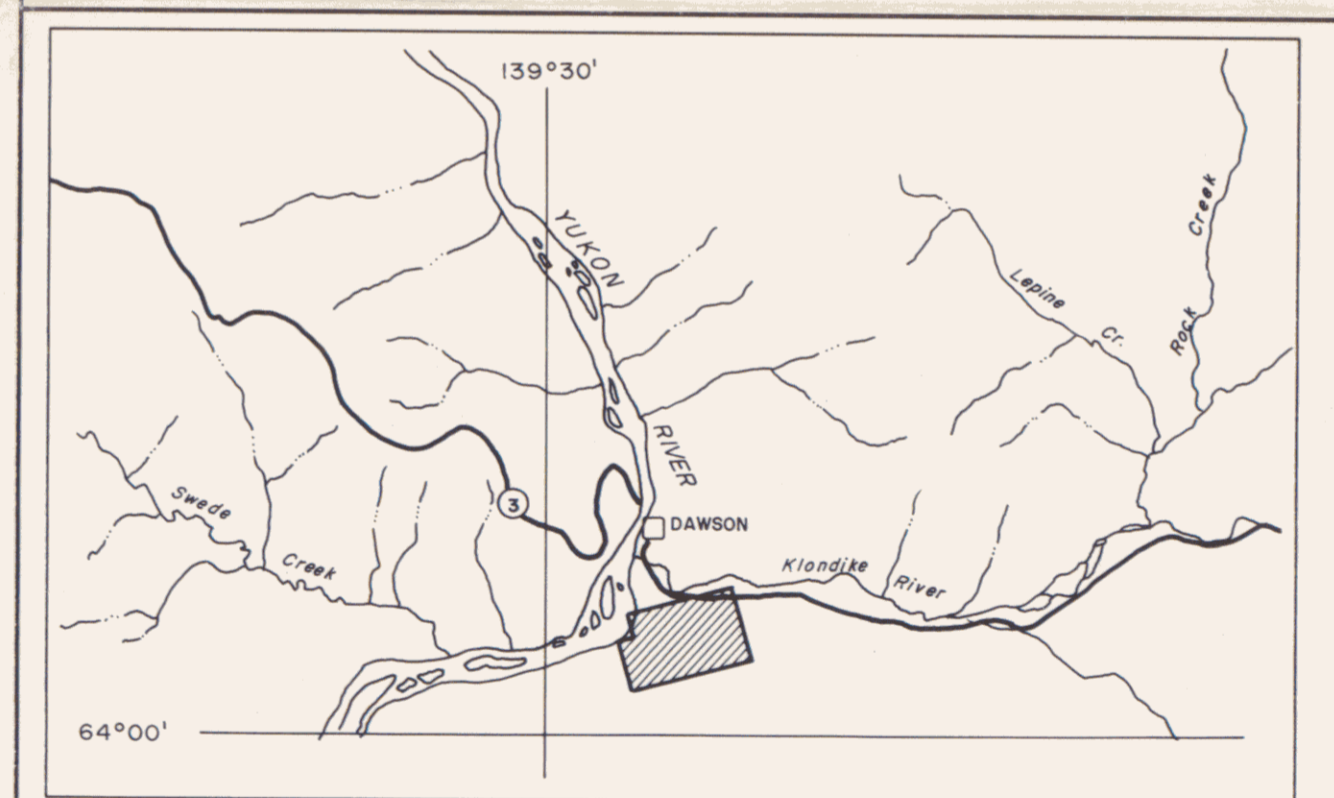 139°30'
YUKON
RIVER
Creek
Rock
Lepine
Cr.
Swede
Creek
3
DAWSON
Klondike
River
64°00'